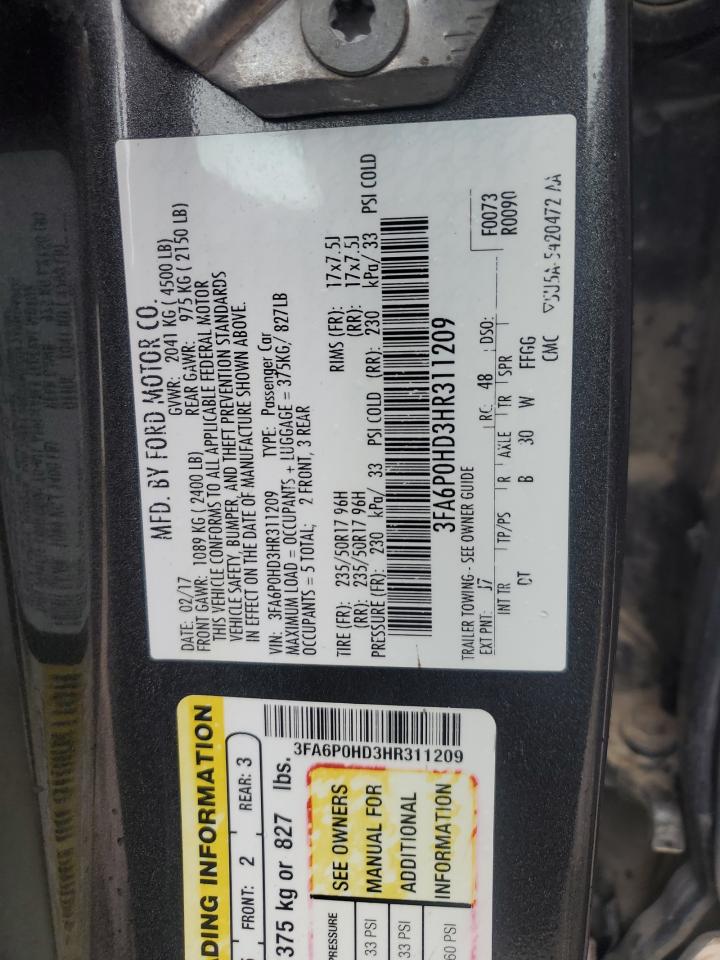 MFD. BY FORD MOTOR CO.
DATE: 02/17 GVWR: 2041 KG ( 4500 LB)
FRONT GAWR: 1089 KG ( 2400 LB) REAR GAWR: 975 KG ( 2150 LB)
THIS VEHICLE CONFORMS TO ALL APPLICABLE FEDERAL MOTOR
VEHICLE SAFETY, BUMPER, AND THEFT PREVENTION STANDARDS
IN EFFECT ON THE DATE OF MANUFACTURE SHOWN ABOVE.
VIN: 3FA6P0HD3HR311209 TYPE: Passenger Car
MAXIMUM LOAD = OCCUPANTS + LUGGAGE = 375KG/ 827LB
OCCUPANTS = 5 TOTAL; 2 FRONT, 3 REAR
TIRE (FR): 235/50R17 96H RIMS (FR): 17x7.5J
(RR): 235/50R17 96H (RR): 17x7.5J
PRESSURE (FR): 230 kPa/ 33 PSI COLD (RR): 230 kPa/ 33 PSI COLD
3FA6P0HD3HR311209
TRAILER TOWING - SEE OWNER GUIDE
EXT PNT: J7 RC: 48 DSO: F0073
R0090
INT TR TP/PS R AXLE TR SPR
DT B 30 W FFGG
CMC 5U5A-5420472 AA
ADING INFORMATION
FRONT: 2 REAR: 3
375 kg or 827 lbs.
3FA6P0HD3HR311209
PRESSURE SEE OWNERS
33 PSI MANUAL FOR
33 PSI ADDITIONAL
60 PSI INFORMATION